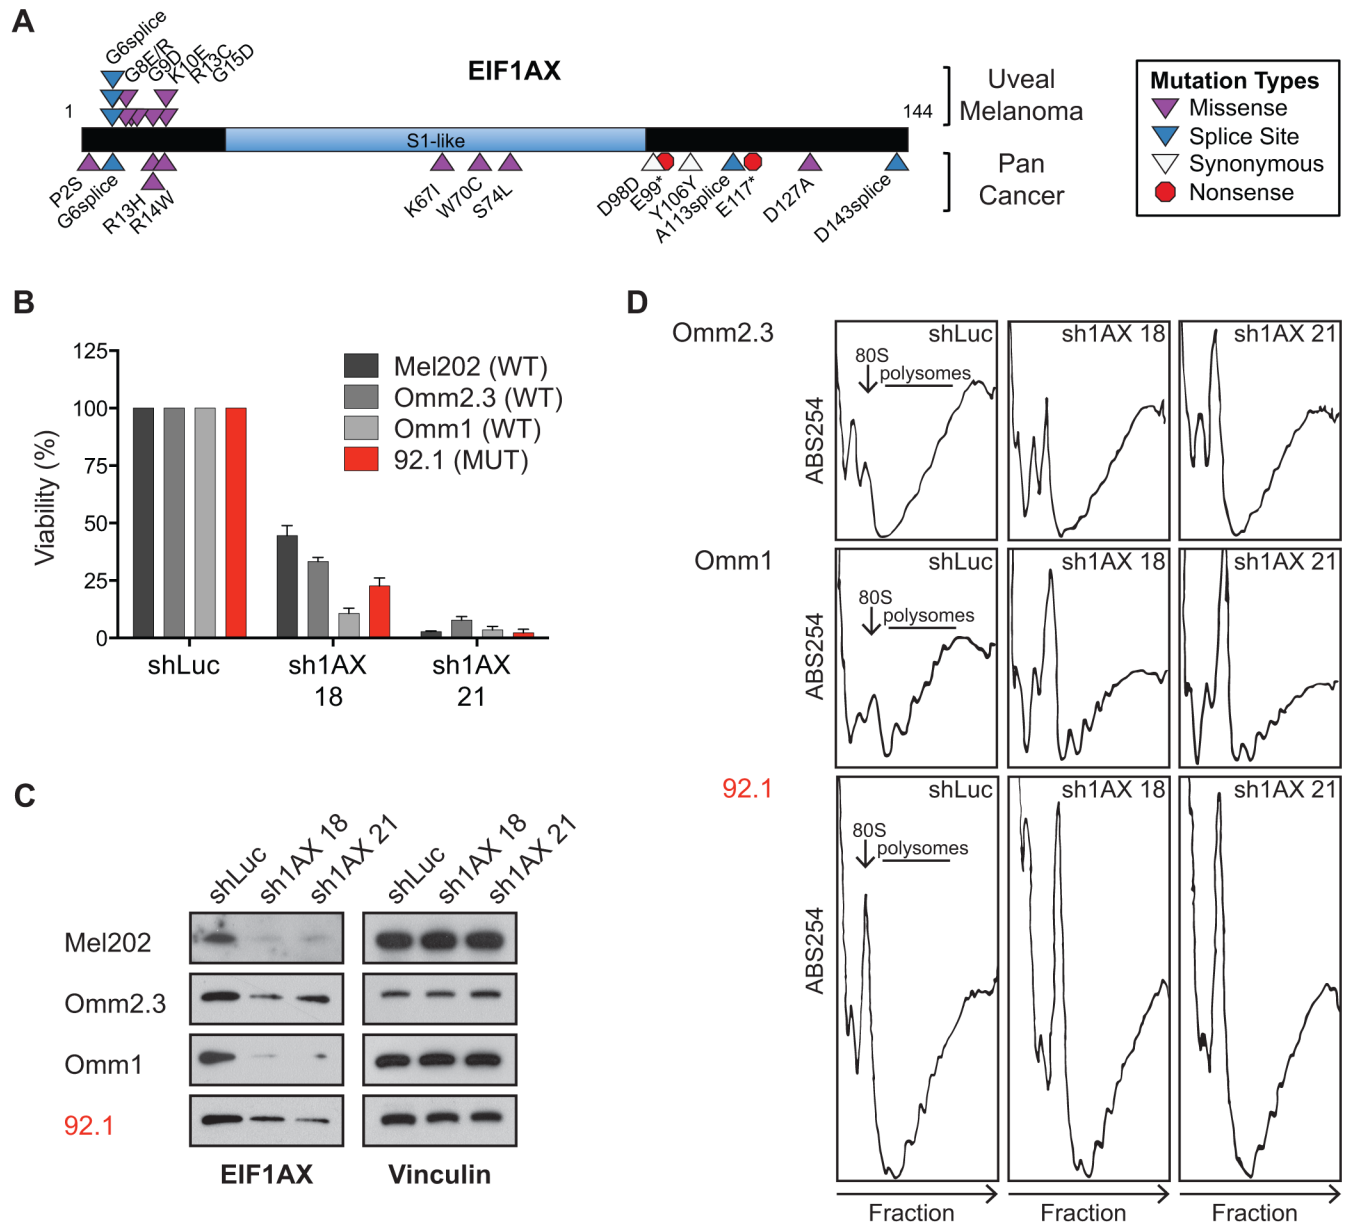 A
G6splice
G8E/R
G9D
K10E
R13C
G15D
EIF1AX
1
144
S1-like
Uveal
Melanoma
Pan
Cancer
P2S
G6splice
R13H
R14W
K67I
W70C
S74L
D98D
E99*
Y106Y
A113splice
E117*
D127A
D143splice
Mutation Types
Missense
Splice Site
Synonymous
Nonsense
B
Viability (%)
125
100
75
50
25
0
Mel202 (WT)
Omm2.3 (WT)
Omm1 (WT)
92.1 (MUT)
shLuc
sh1AX
18
sh1AX
21
C
shLuc
sh1AX 18
sh1AX 21
shLuc
sh1AX 18
sh1AX 21
Mel202
Omm2.3
Omm1
92.1
EIF1AX
Vinculin
D
Omm2.3
ABS254
shLuc
80S
polysomes
sh1AX 18
sh1AX 21
Omm1
ABS254
shLuc
80S
polysomes
sh1AX 18
sh1AX 21
92.1
ABS254
shLuc
80S
polysomes
sh1AX 18
sh1AX 21
Fraction
Fraction
Fraction